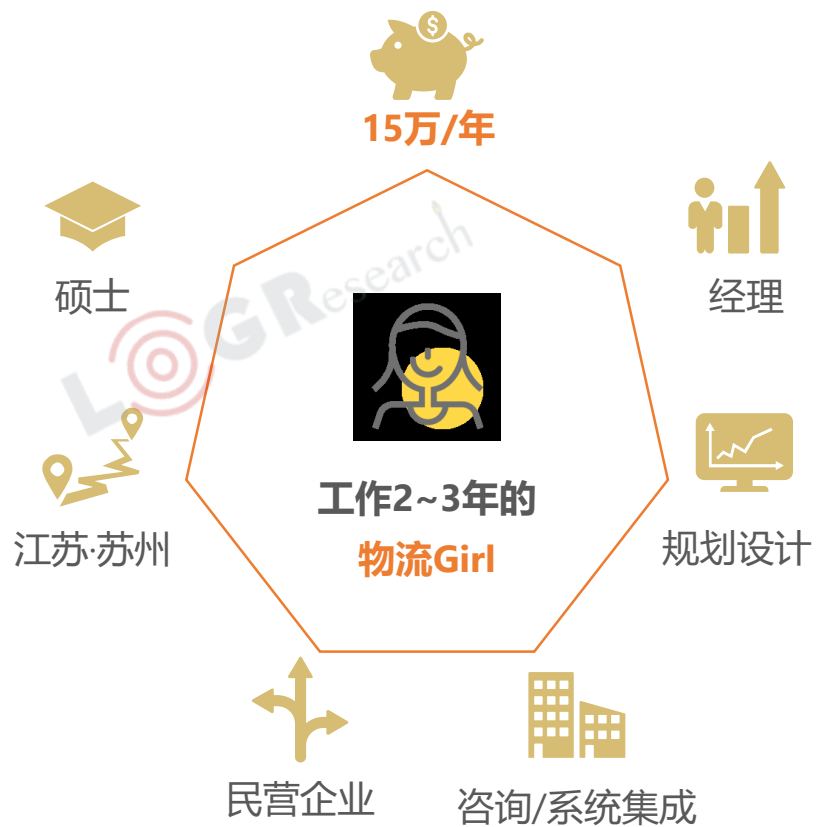 15万/年
硕士
经理
LOGResearch
工作2~3年的
物流Girl
江苏·苏州
规划设计
民营企业
咨询/系统集成